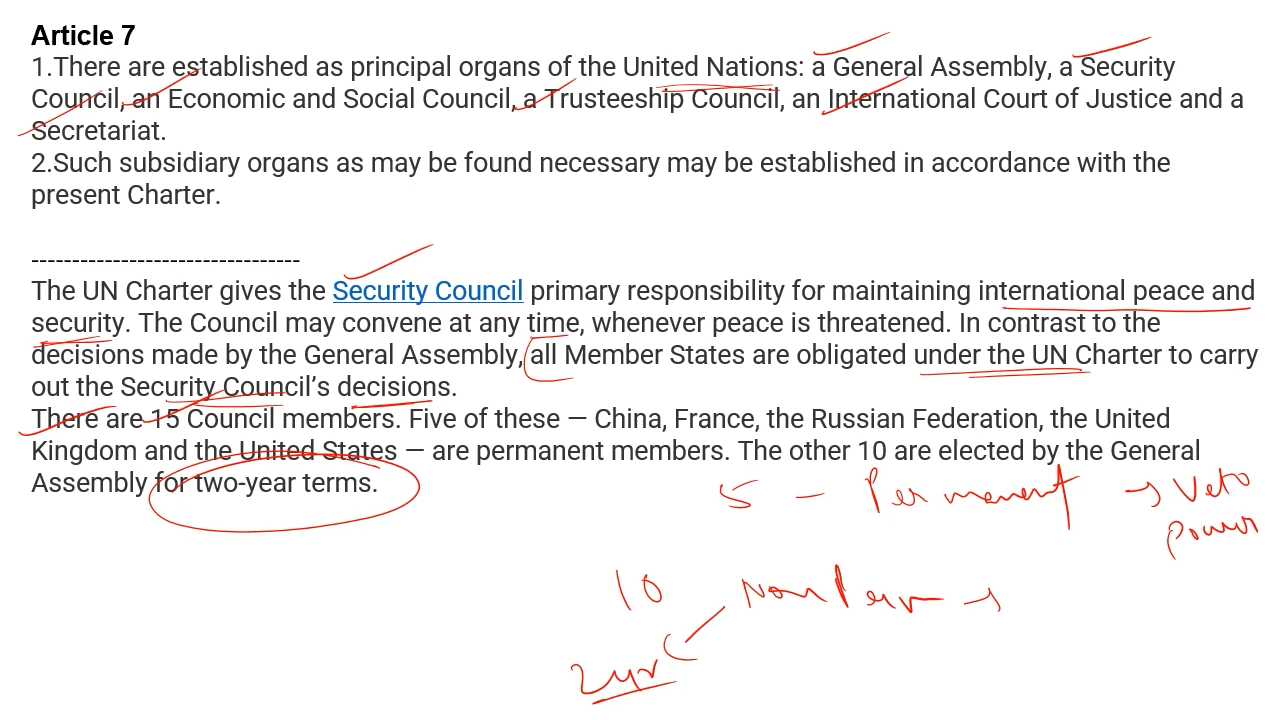 Article 7
1.There are established as principal organs of the United Nations: a General Assembly, a Security
Council, an Economic and Social Council, a Trusteeship Council, an International Court of Justice and a
Secretariat.
2.Such subsidiary organs as may be found necessary may be established in accordance with the
present Charter.
---------------------------------
The UN Charter gives the Security Council primary responsibility for maintaining international peace and
security. The Council may convene at any time, whenever peace is threatened. In contrast to the
decisions made by the General Assembly, all Member States are obligated under the UN Charter to carry
out the Security Council’s decisions.
There are 15 Council members. Five of these — China, France, the Russian Federation, the United
Kingdom and the United States — are permanent members. The other 10 are elected by the General
Assembly for two-year terms.
5 – Permanent → Veto
Power
10 Non Perm →
2yr